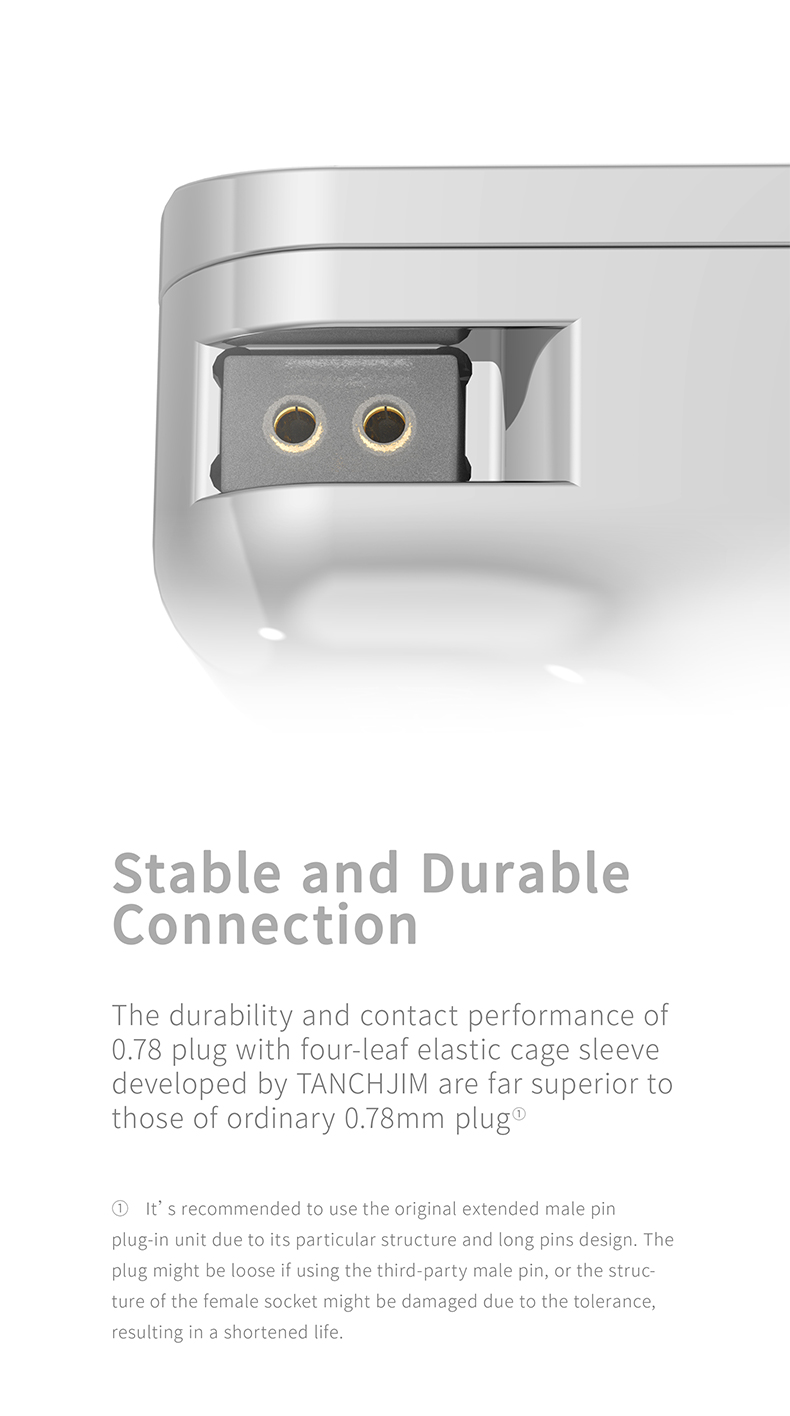 Stable and Durable
Connection
The durability and contact performance of
0.78 plug with four-leaf elastic cage sleeve
developed by TANCHJIM are far superior to
those of ordinary 0.78mm plug①
① It’s recommended to use the original extended male pin
plug-in unit due to its particular structure and long pins design. The
plug might be loose if using the third-party male pin, or the struc-
ture of the female socket might be damaged due to the tolerance,
resulting in a shortened life.